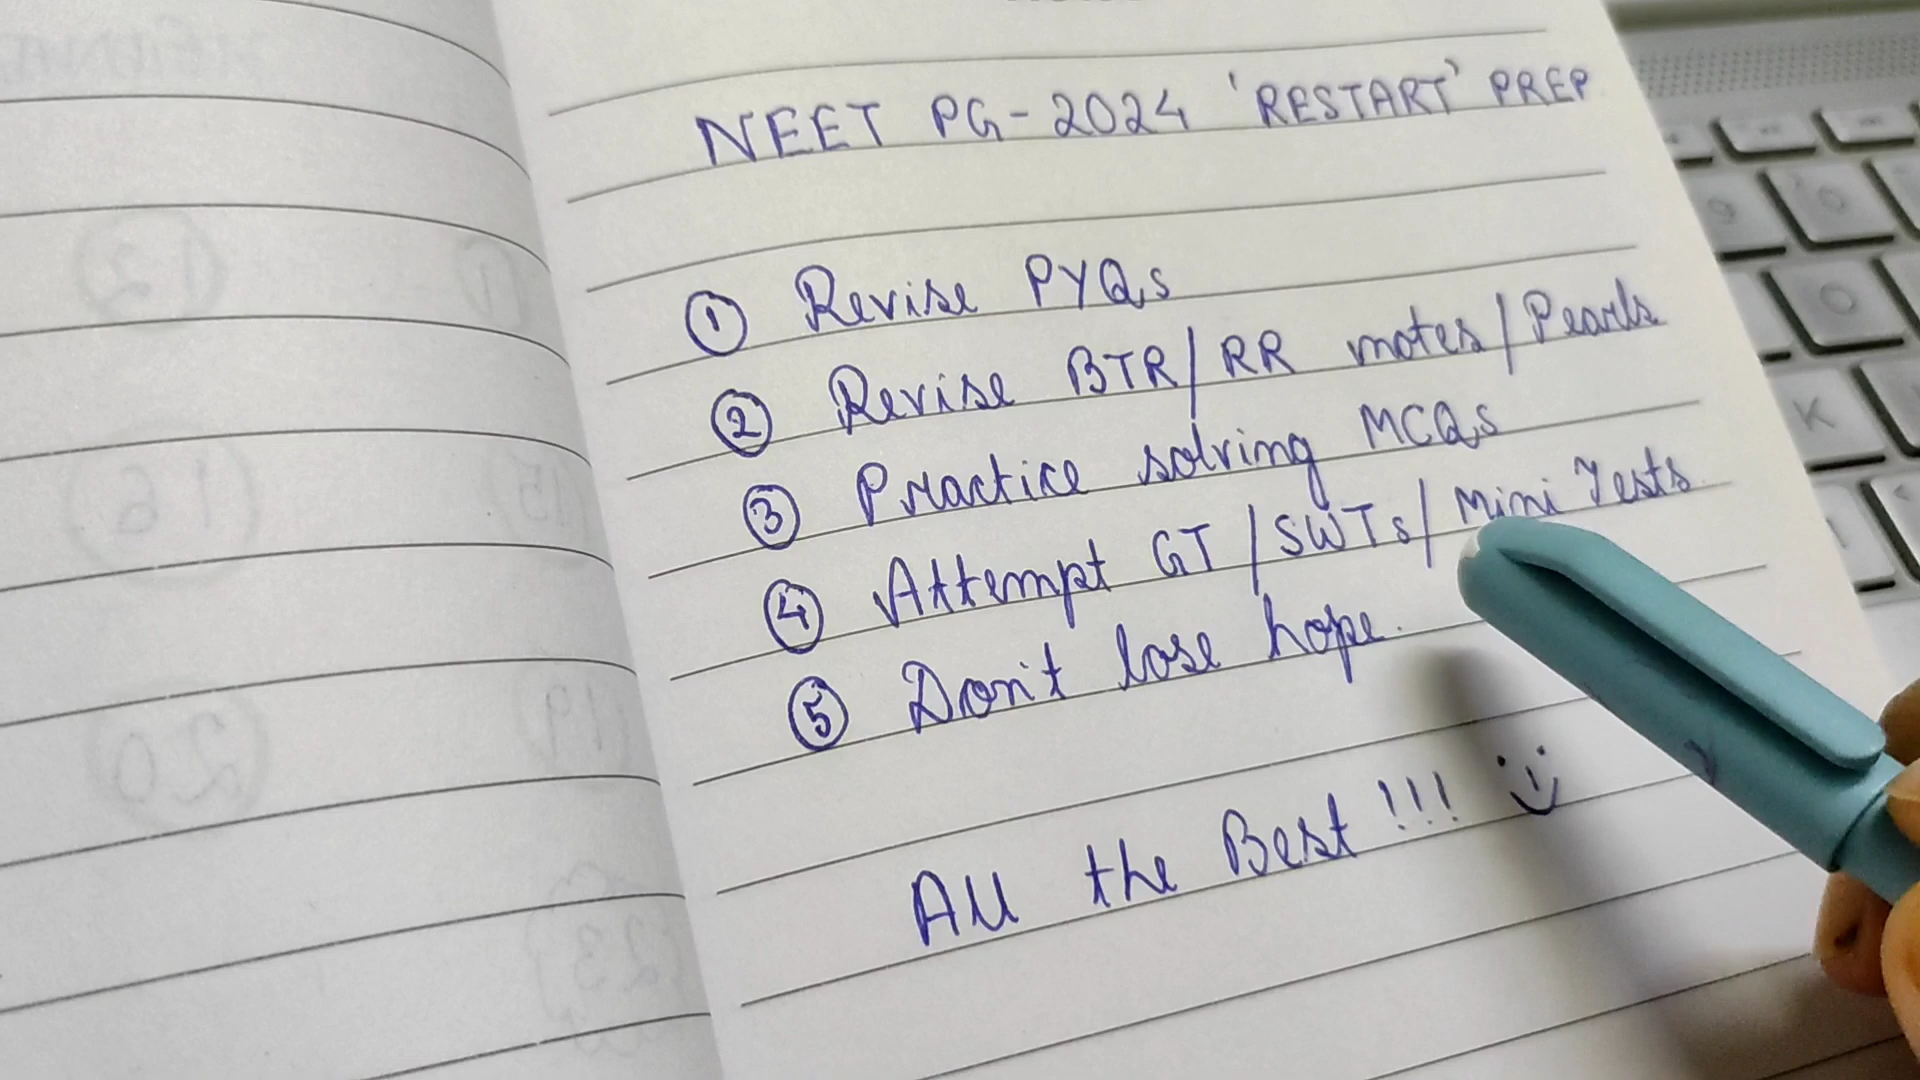 NEET PG-2024 'RESTART' PREP
① Revise PYQs
② Revise BTR/RR notes/Pearls
③ Practice solving MCQs
④ Attempt GT/SWTs/Mini Tests
⑤ Don't lose hope.
All the Best!!!